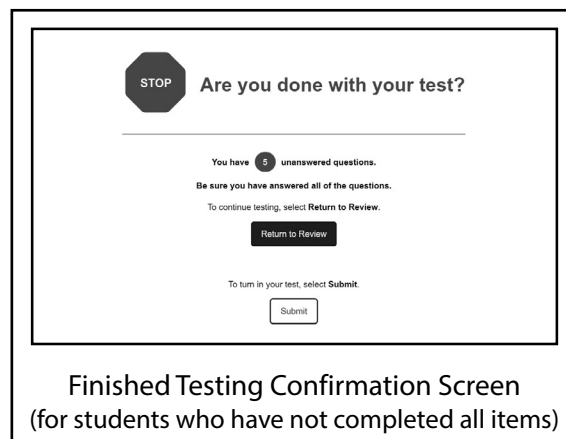 STOP
Are you done with your test?
You have 5 unanswered questions.
Be sure you have answered all of the questions.
To continue testing, select Return to Review.
Return to Review
To turn in your test, select Submit.
Submit
Finished Testing Confirmation Screen
(for students who have not completed all items)